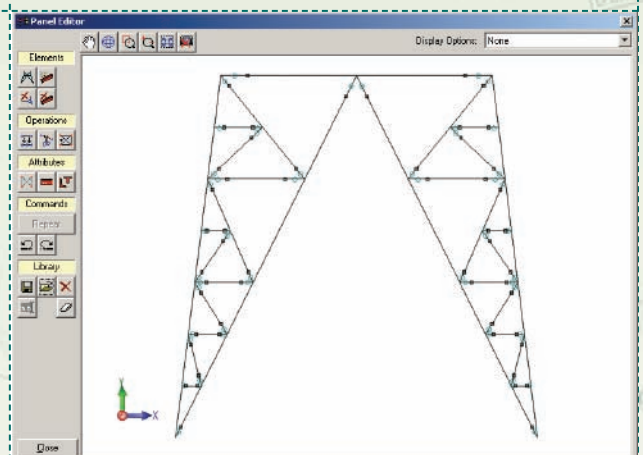 Panel Editor
Display Options: None
Elements
Operations
Attributes
Commands
Repeat
Library
Y
X
Close